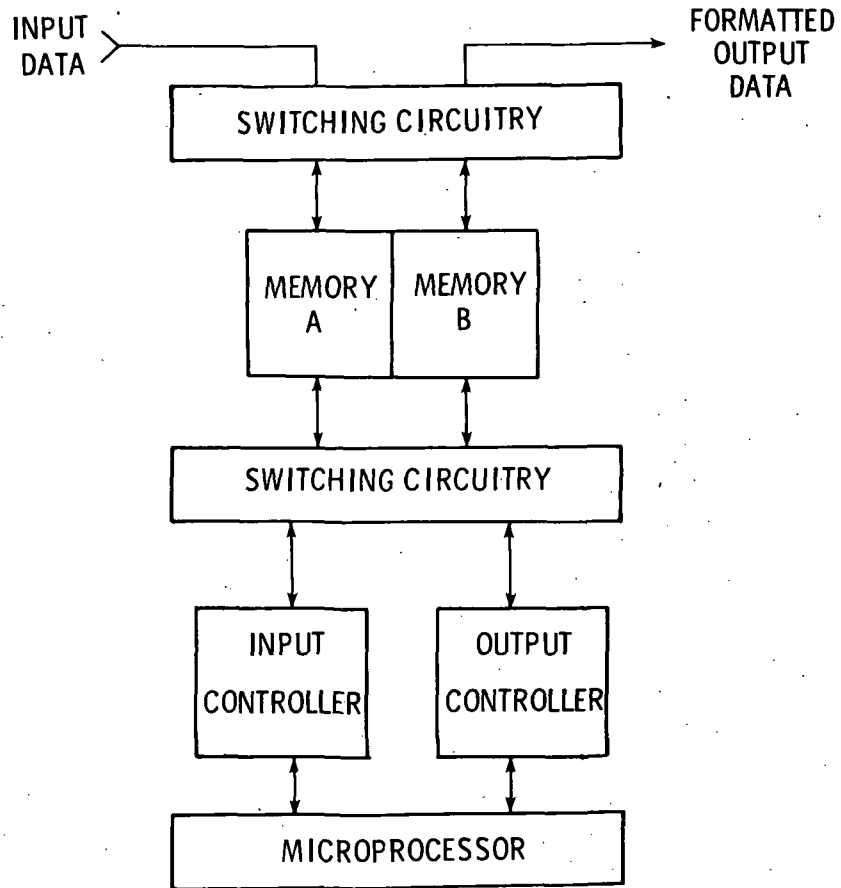 INPUT
DATA
FORMATTED
OUTPUT
DATA
SWITCHING CIRCUITRY
MEMORY
A
MEMORY
B
SWITCHING CIRCUITRY
INPUT
CONTROLLER
OUTPUT
CONTROLLER
MICROPROCESSOR